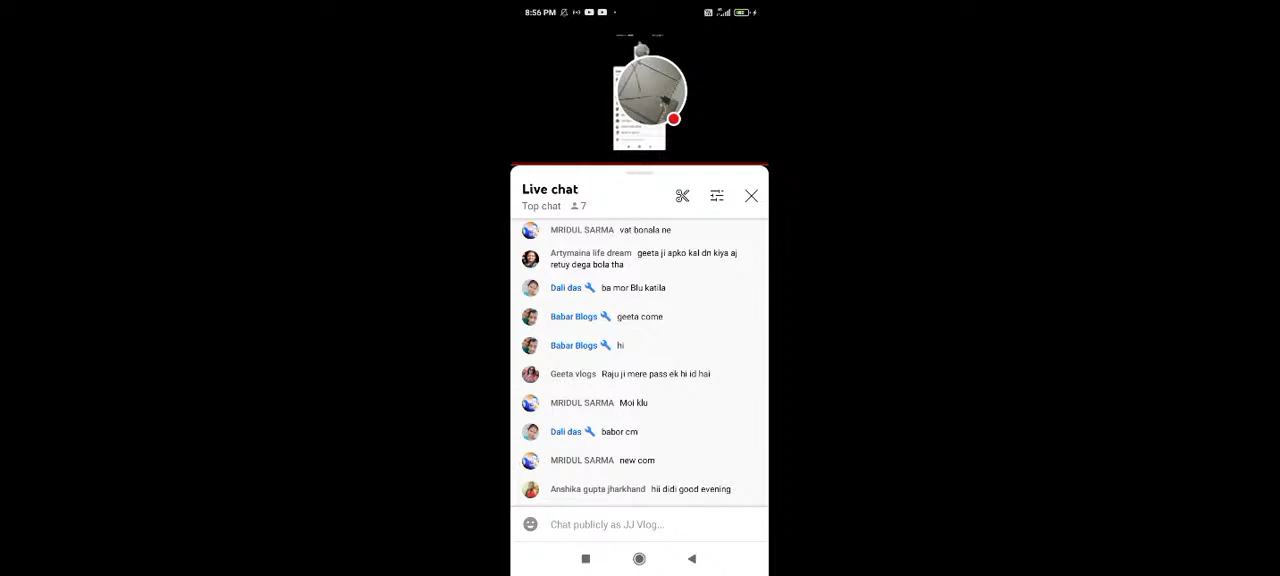 8:56 PM
Live chat
Top chat 7
MRIDUL SARMA vat bonala ne
Artymaina life dream geeta ji apko kal dn kiya aj
retuy dega bola tha
Dali das ba mor Blu katila
Babar Blogs geeta come
Babar Blogs hi
Geeta vlogs Raju ji mere pass ek hi id hai
MRIDUL SARMA Moi klu
Dali das babor cm
MRIDUL SARMA new com
Anshika gupta jharkhand hii didi good evening
Chat publicly as JJ Vlog...